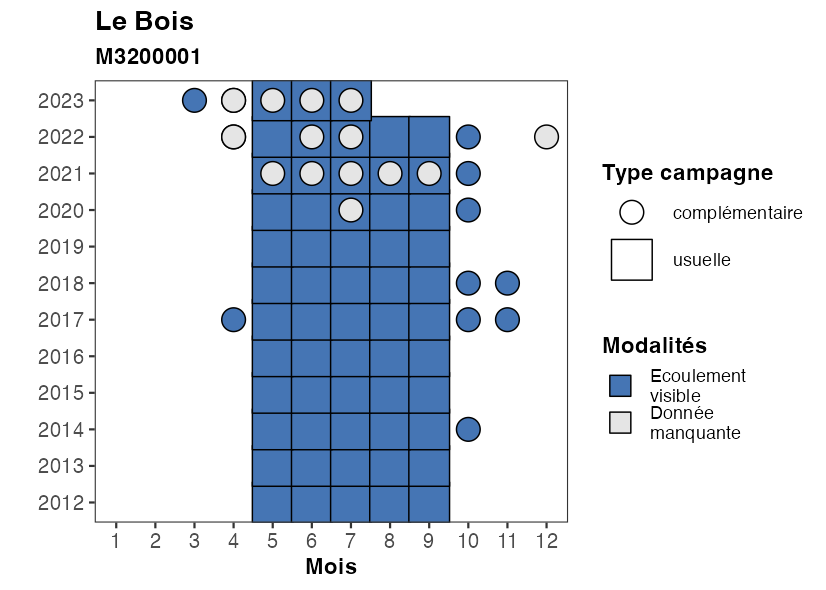 Le Bois
M3200001
2023
2022
2021
2020
2019
2018
2017
2016
2015
2014
2013
2012
1 2 3 4 5 6 7 8 9 10 11 12
Mois
Type campagne
complémentaire
usuelle
Modalités
Ecoulement
visible
Donnée
manquante